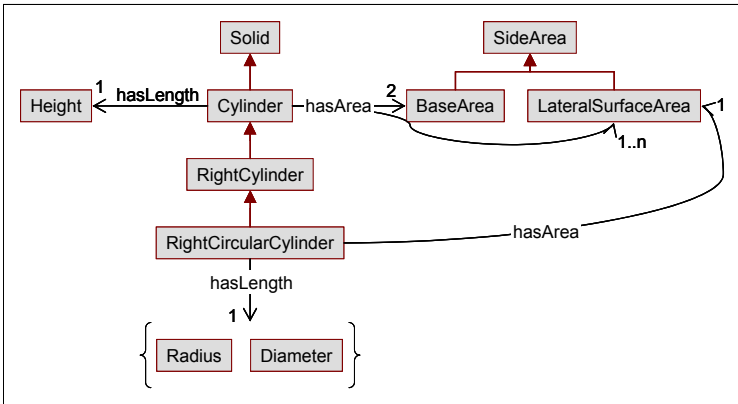 Solid
SideArea
1
hasLength
2
Height
Cylinder
hasArea
BaseArea
LateralSurfaceArea
1
1..n
RightCylinder
RightCircularCylinder
hasArea
hasLength
1
Radius
Diameter